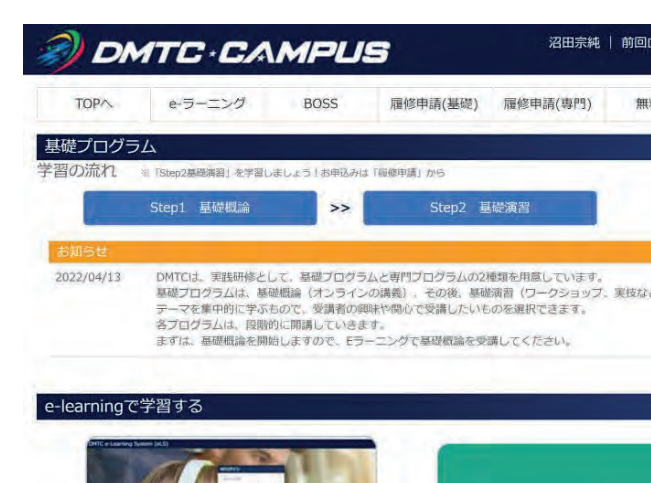 DMTC·CAMPUS
沼田宗純 | 前回
TOPへ e-ラーニング BOSS 履修申請(基礎) 履修申請(専門) 無
基礎プログラム
学習の流れ ※「Step2基礎演習」を学習しましょう!お申込みは「履修申請」から
Step1 基礎概論 >> Step2 基礎演習
お知らせ
2022/04/13 DMTCは、実践研修として、基礎プログラムと専門プログラムの2種類を用意しています。
基礎プログラムは、基礎概論（オンラインの講義）、その後、基礎演習（ワークショップ、実技な
テーマを集中的に学ぶもので、受講者の興味や関心で受講したいものを選択できます。
各プログラムは、段階的に開講していきます。
まずは、基礎概論を開始しますので、Eラーニングで基礎概論を受講してください。
e-learningで学習する
DMTC e-Learning System (eLS)